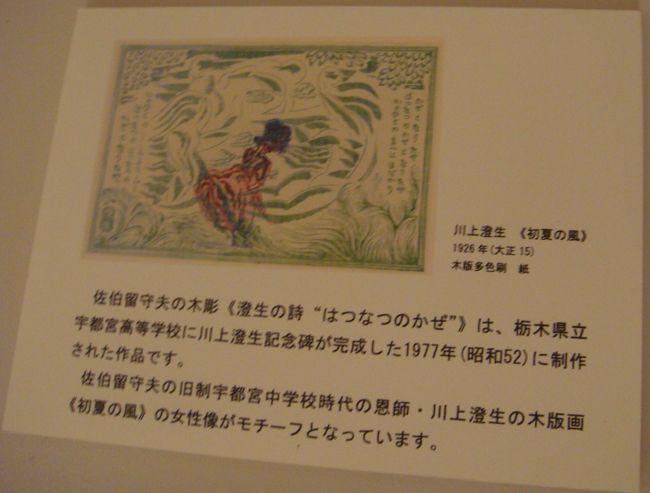 川上澄生 《初夏の風》
1926年(大正15)
木版多色刷 紙
佐伯留守夫の木彫《澄生の詩“はつなつのかぜ”》は、栃木県立
宇都宮高等学校に川上澄生記念碑が完成した1977年(昭和52)に制作
された作品です。
佐伯留守夫の旧制宇都宮中学校時代の恩師・川上澄生の木版画
《初夏の風》の女性像がモチーフとなっています。